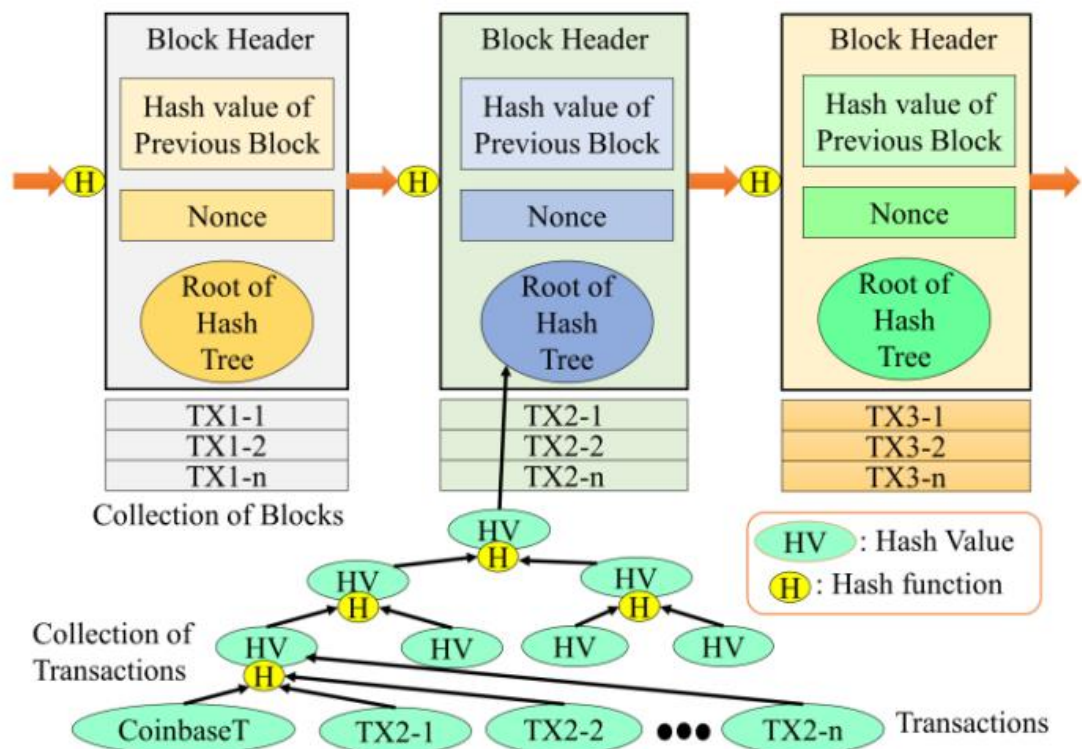 Block Header
Hash value of
Previous Block
Nonce
Root of
Hash
Tree
TX1-1
TX1-2
TX1-n
Block Header
Hash value of
Previous Block
Nonce
Root of
Hash
Tree
TX2-1
TX2-2
TX2-n
Block Header
Hash value of
Previous Block
Nonce
Root of
Hash
Tree
TX3-1
TX3-2
TX3-n
H
H
H
Collection of Blocks
HV
H
HV
H
HV
H
HV
HV
HV
HV
H
Collection of
Transactions
CoinbaseT
TX2-1
TX2-2
●●●
TX2-n
Transactions
HV : Hash Value
H : Hash function